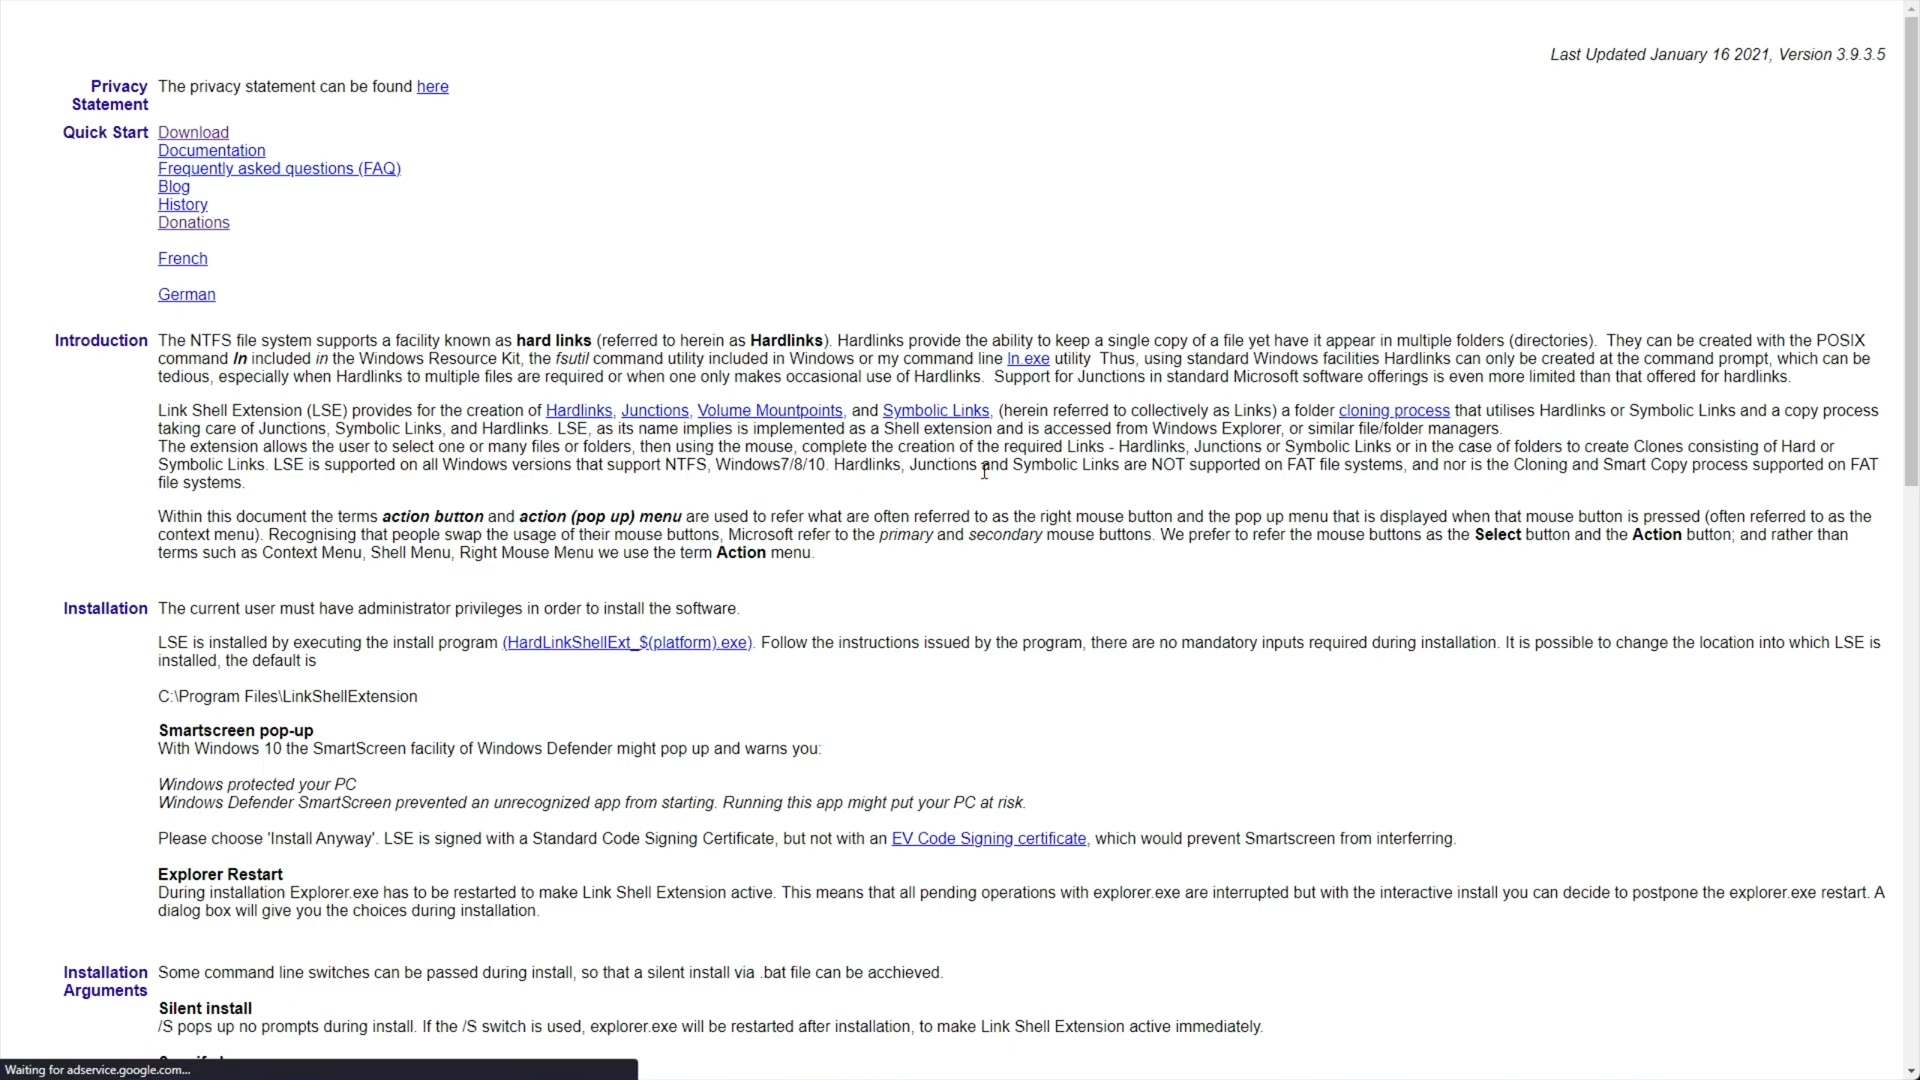 Last Updated January 16 2021, Version 3.9.3.5
Privacy Statement The privacy statement can be found here
Quick Start Download
Documentation
Frequently asked questions (FAQ)
Blog
History
Donations
French
German
Introduction The NTFS file system supports a facility known as hard links (referred to herein as Hardlinks). Hardlinks provide the ability to keep a single copy of a file yet have it appear in multiple folders (directories). They can be created with the POSIX
command ln included in the Windows Resource Kit, the fsutil command utility included in Windows or my command line ln.exe utility Thus, using standard Windows facilities Hardlinks can only be created at the command prompt, which can be
tedious, especially when Hardlinks to multiple files are required or when one only makes occasional use of Hardlinks. Support for Junctions in standard Microsoft software offerings is even more limited than that offered for hardlinks.
Link Shell Extension (LSE) provides for the creation of Hardlinks, Junctions, Volume Mountpoints, and Symbolic Links, (herein referred to collectively as Links) a folder cloning process that utilises Hardlinks or Symbolic Links and a copy process
taking care of Junctions, Symbolic Links, and Hardlinks. LSE, as its name implies is implemented as a Shell extension and is accessed from Windows Explorer, or similar file/folder managers.
The extension allows the user to select one or many files or folders, then using the mouse, complete the creation of the required Links - Hardlinks, Junctions or Symbolic Links or in the case of folders to create Clones consisting of Hard or
Symbolic Links. LSE is supported on all Windows versions that support NTFS, Windows7/8/10. Hardlinks, Junctions and Symbolic Links are NOT supported on FAT file systems, and nor is the Cloning and Smart Copy process supported on FAT
file systems.
Within this document the terms action button and action (pop up) menu are used to refer what are often referred to as the right mouse button and the pop up menu that is displayed when that mouse button is pressed (often referred to as the
context menu). Recognising that people swap the usage of their mouse buttons, Microsoft refer to the primary and secondary mouse buttons. We prefer to refer the mouse buttons as the Select button and the Action button; and rather than
terms such as Context Menu, Shell Menu, Right Mouse Menu we use the term Action menu.
Installation The current user must have administrator privileges in order to install the software.
LSE is installed by executing the install program (HardLinkShellExt_$(platform).exe). Follow the instructions issued by the program, there are no mandatory inputs required during installation. It is possible to change the location into which LSE is
installed, the default is
C:\Program Files\LinkShellExtension
Smartscreen pop-up
With Windows 10 the SmartScreen facility of Windows Defender might pop up and warns you:
Windows protected your PC
Windows Defender SmartScreen prevented an unrecognized app from starting. Running this app might put your PC at risk.
Please choose 'Install Anyway'. LSE is signed with a Standard Code Signing Certificate, but not with an EV Code Signing certificate, which would prevent Smartscreen from interfering.
Explorer Restart
During installation Explorer.exe has to be restarted to make Link Shell Extension active. This means that all pending operations with explorer.exe are interrupted but with the interactive install you can decide to postpone the explorer.exe restart. A
dialog box will give you the choices during installation.
Installation Arguments Some command line switches can be passed during install, so that a silent install via .bat file can be acchieved.
Silent install
/S pops up no prompts during install. If the /S switch is used, explorer.exe will be restarted after installation, to make Link Shell Extension active immediately.
Waiting for adservice.google.com...